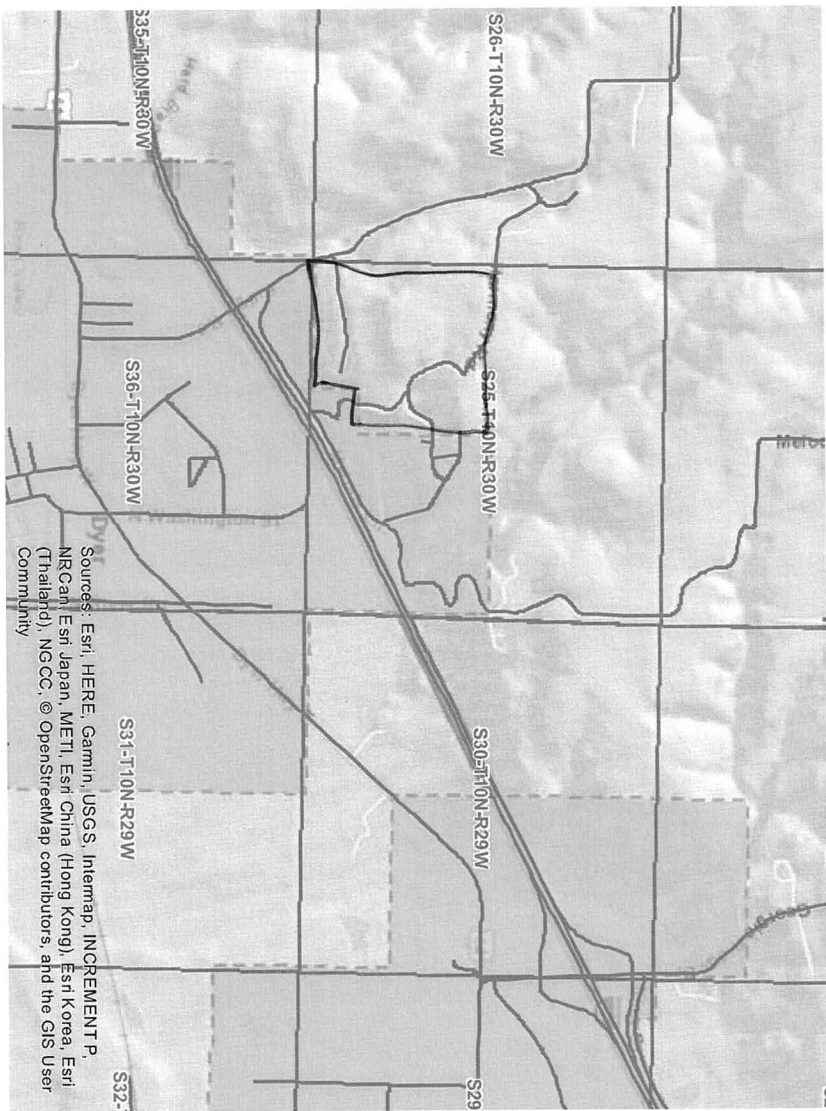 S26-T10N-R30W
S25-T10N-R30W
S30-T10N-R29W
S29
S35-T10N-R30W
S36-T10N-R30W
S31-T10N-R29W
S32-
N Washington St
Dyer
Sources: Esri, HERE, Garmin, USGS, Intermap, INCREMENT P,
NRCan, Esri Japan, METI, Esri China (Hong Kong), Esri Korea, Esri
(Thailand), NGCC, © OpenStreetMap contributors, and the GIS User
Community